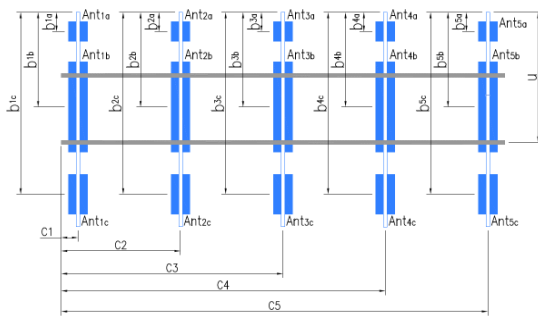 b1a Ant1a b2a Ant2a b3a Ant3a b4a Ant4a b5a Ant5a
b1b Ant1b b2b Ant2b b3b Ant3b b4b Ant4b b5b Ant5b
b1c b2c b3c b4c b5c
Ant1c Ant2c Ant3c Ant4c Ant5c
c1
c2
c3
c4
c5